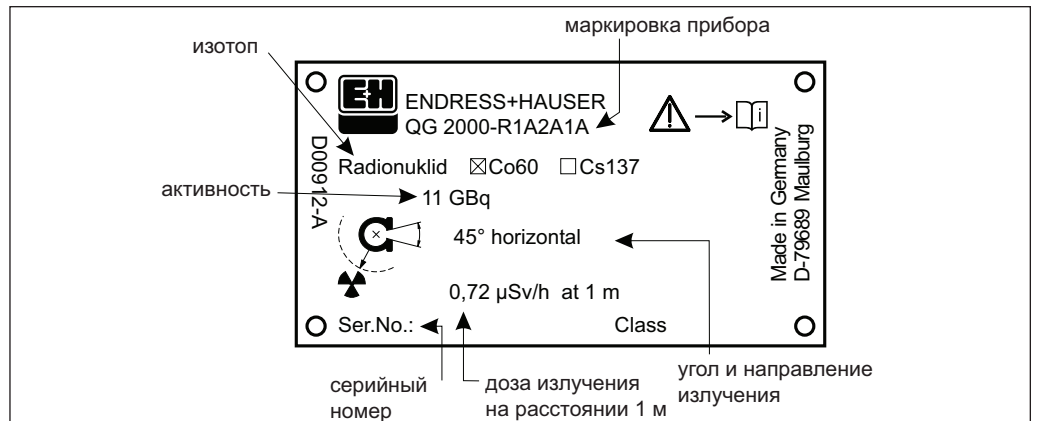 маркировка прибора
изотоп
E+H
ENDRESS+HAUSER
QG 2000-R1A2A1A
i
Radionuklid ☒Co60 ☐Cs137
активность
11 GBq
D00912-A
45° horizontal
Made in Germany
D-79689 Maulburg
0,72 µSv/h at 1 m
Ser.No.:
Class
серийный
номер
доза излучения
на расстоянии 1 м
угол и направление
излучения